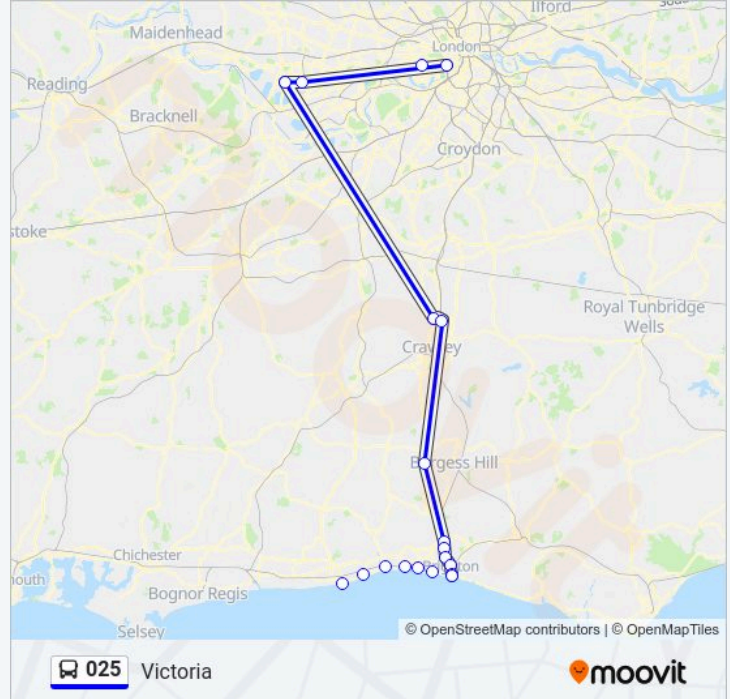 Ilford
Maidenhead
London
Reading
Bracknell
Croydon
stoke
Royal Tunbridge
Wells
Burgess Hill
Chichester
outh
Bognor Regis
Selsey
© OpenStreetMap contributors | © OpenMapTiles
025 Victoria
moovit